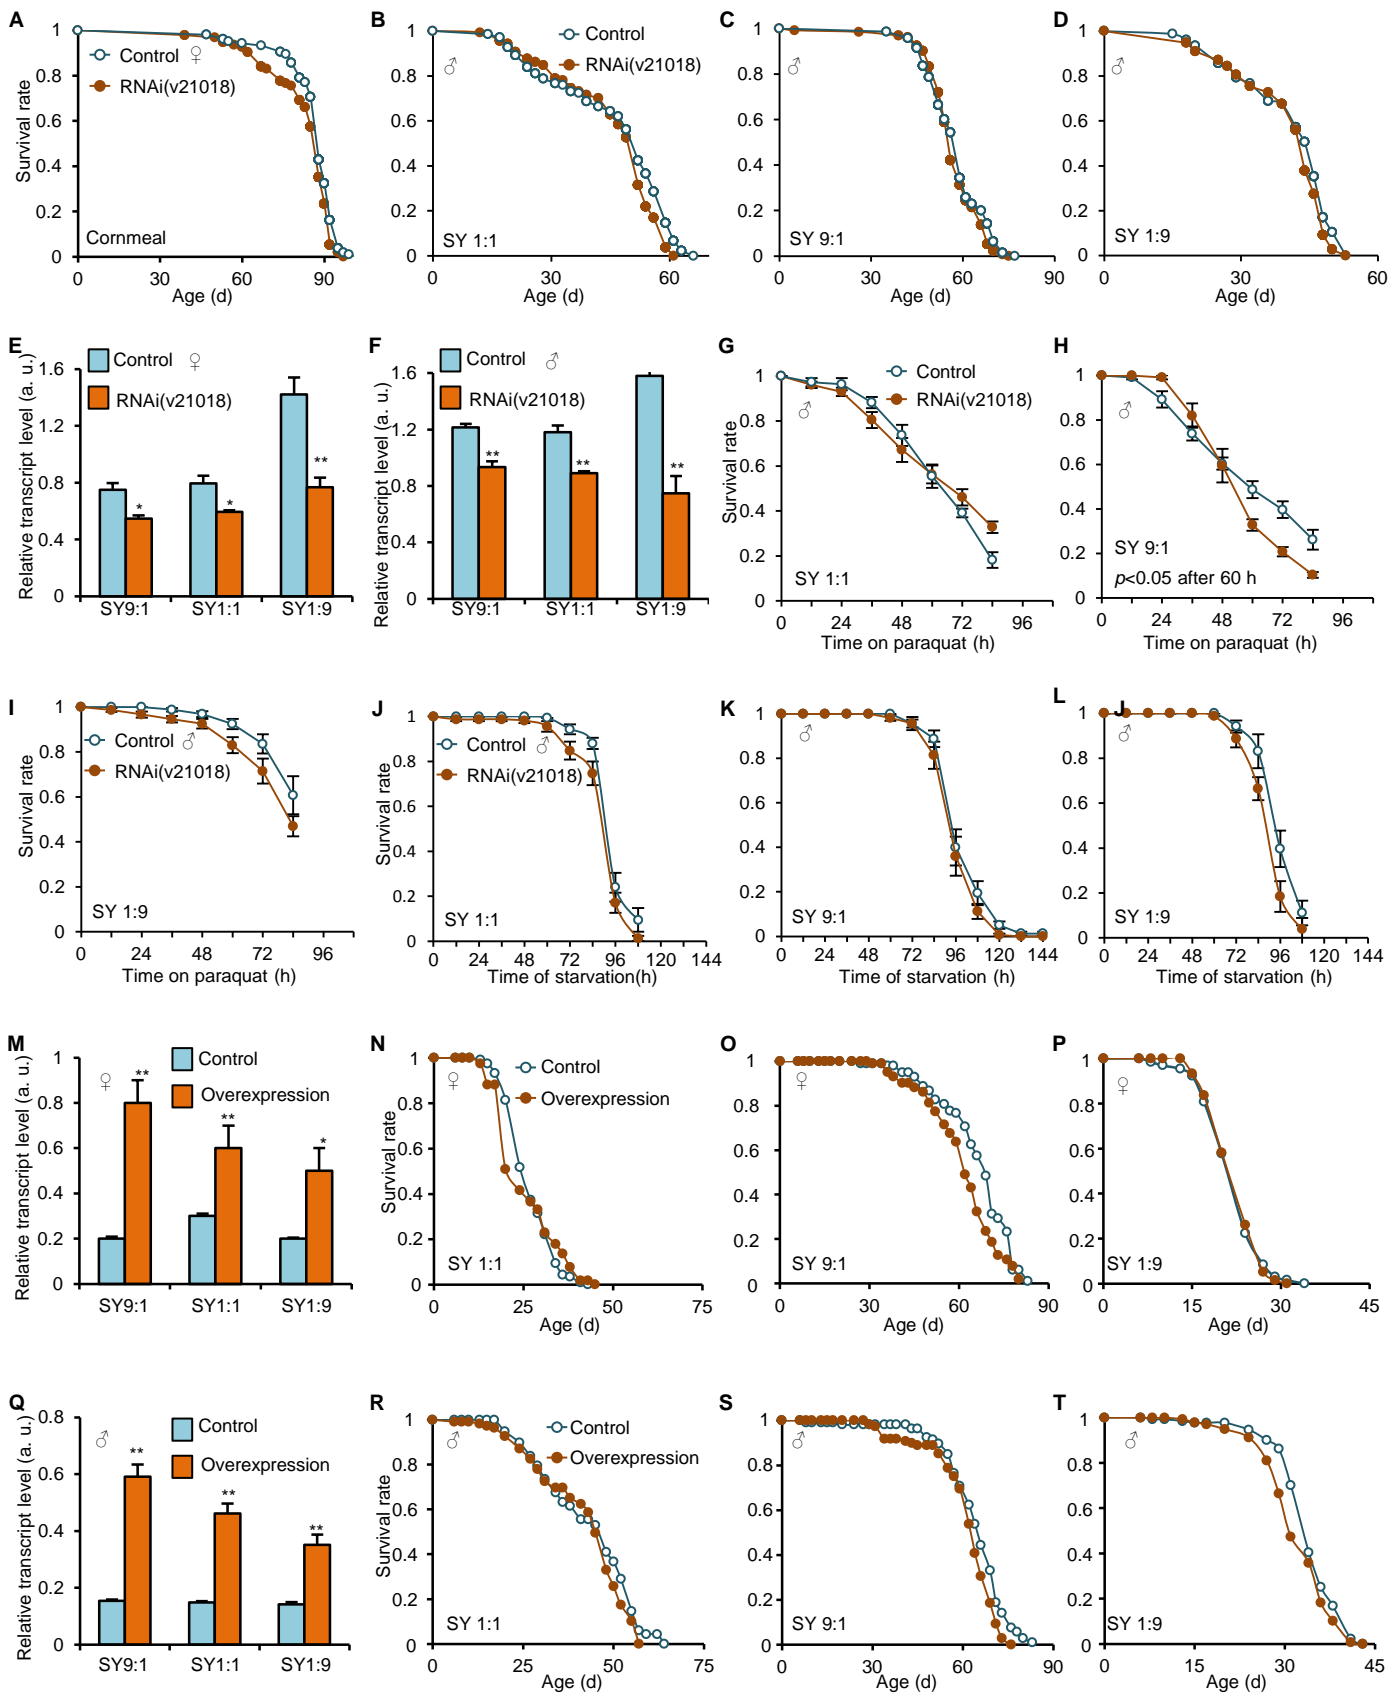 A
B
C
D
1
0.8
0.6
0.4
0.2
0
Survival rate
Control ♀
RNAi(v21018)
Cornmeal
0 30 60 90
Age (d)
1
0.8
0.6
0.4
0.2
0
♂
Control
RNAi(v21018)
SY 1:1
0 30 60
Age (d)
1
0.8
0.6
0.4
0.2
0
♂
SY 9:1
0 30 60 90
Age (d)
1
0.8
0.6
0.4
0.2
0
♂
SY 1:9
0 30 60
Age (d)
E
F
G
H
Relative transcript level (a. u.)
1.6
1.2
0.8
0.4
0
Control ♀
RNAi(v21018)
* * **
SY9:1 SY1:1 SY1:9
Relative transcript level (a. u.)
1.6
1.2
0.8
0.4
0
Control ♂
RNAi(v21018)
** ** **
SY9:1 SY1:1 SY1:9
Survival rate
1
0.8
0.6
0.4
0.2
0
♂
Control
RNAi(v21018)
SY 1:1
0 24 48 72 96
Time on paraquat (h)
1
0.8
0.6
0.4
0.2
0
♂
SY 9:1
p<0.05 after 60 h
0 24 48 72 96
Time on paraquat (h)
I
J
K
L
J
Survival rate
1
0.8
0.6
0.4
0.2
0
Control ♂
RNAi(v21018)
SY 1:9
0 24 48 72 96
Time on paraquat (h)
Survival rate
1
0.8
0.6
0.4
0.2
0
Control ♂
RNAi(v21018)
SY 1:1
0 24 48 72 96 120 144
Time of starvation(h)
1
0.8
0.6
0.4
0.2
0
♂
SY 9:1
0 24 48 72 96 120 144
Time of starvation (h)
1
0.8
0.6
0.4
0.2
0
♂
SY 1:9
0 24 48 72 96 120 144
Time of starvation (h)
M
N
O
P
Relative transcript level (a. u.)
1
0.8
0.6
0.4
0.2
0
♀
Control
Overexpression
** ** *
SY9:1 SY1:1 SY1:9
Survival rate
1
0.8
0.6
0.4
0.2
0
♀
Control
Overexpression
SY 1:1
0 25 50 75
Age (d)
1
0.8
0.6
0.4
0.2
0
♀
SY 9:1
0 30 60 90
Age (d)
1
0.8
0.6
0.4
0.2
0
♀
SY 1:9
0 15 30 45
Age (d)
Q
R
S
T
Relative transcript level (a. u.)
0.8
0.6
0.4
0.2
0
♂
Control
Overexpression
** ** **
SY9:1 SY1:1 SY1:9
Survival rate
1
0.8
0.6
0.4
0.2
0
♂
Control
Overexpression
SY 1:1
0 25 50 75
Age (d)
1
0.8
0.6
0.4
0.2
0
♂
SY 9:1
0 30 60 90
Age (d)
1
0.8
0.6
0.4
0.2
0
♂
SY 1:9
0 15 30 45
Age (d)